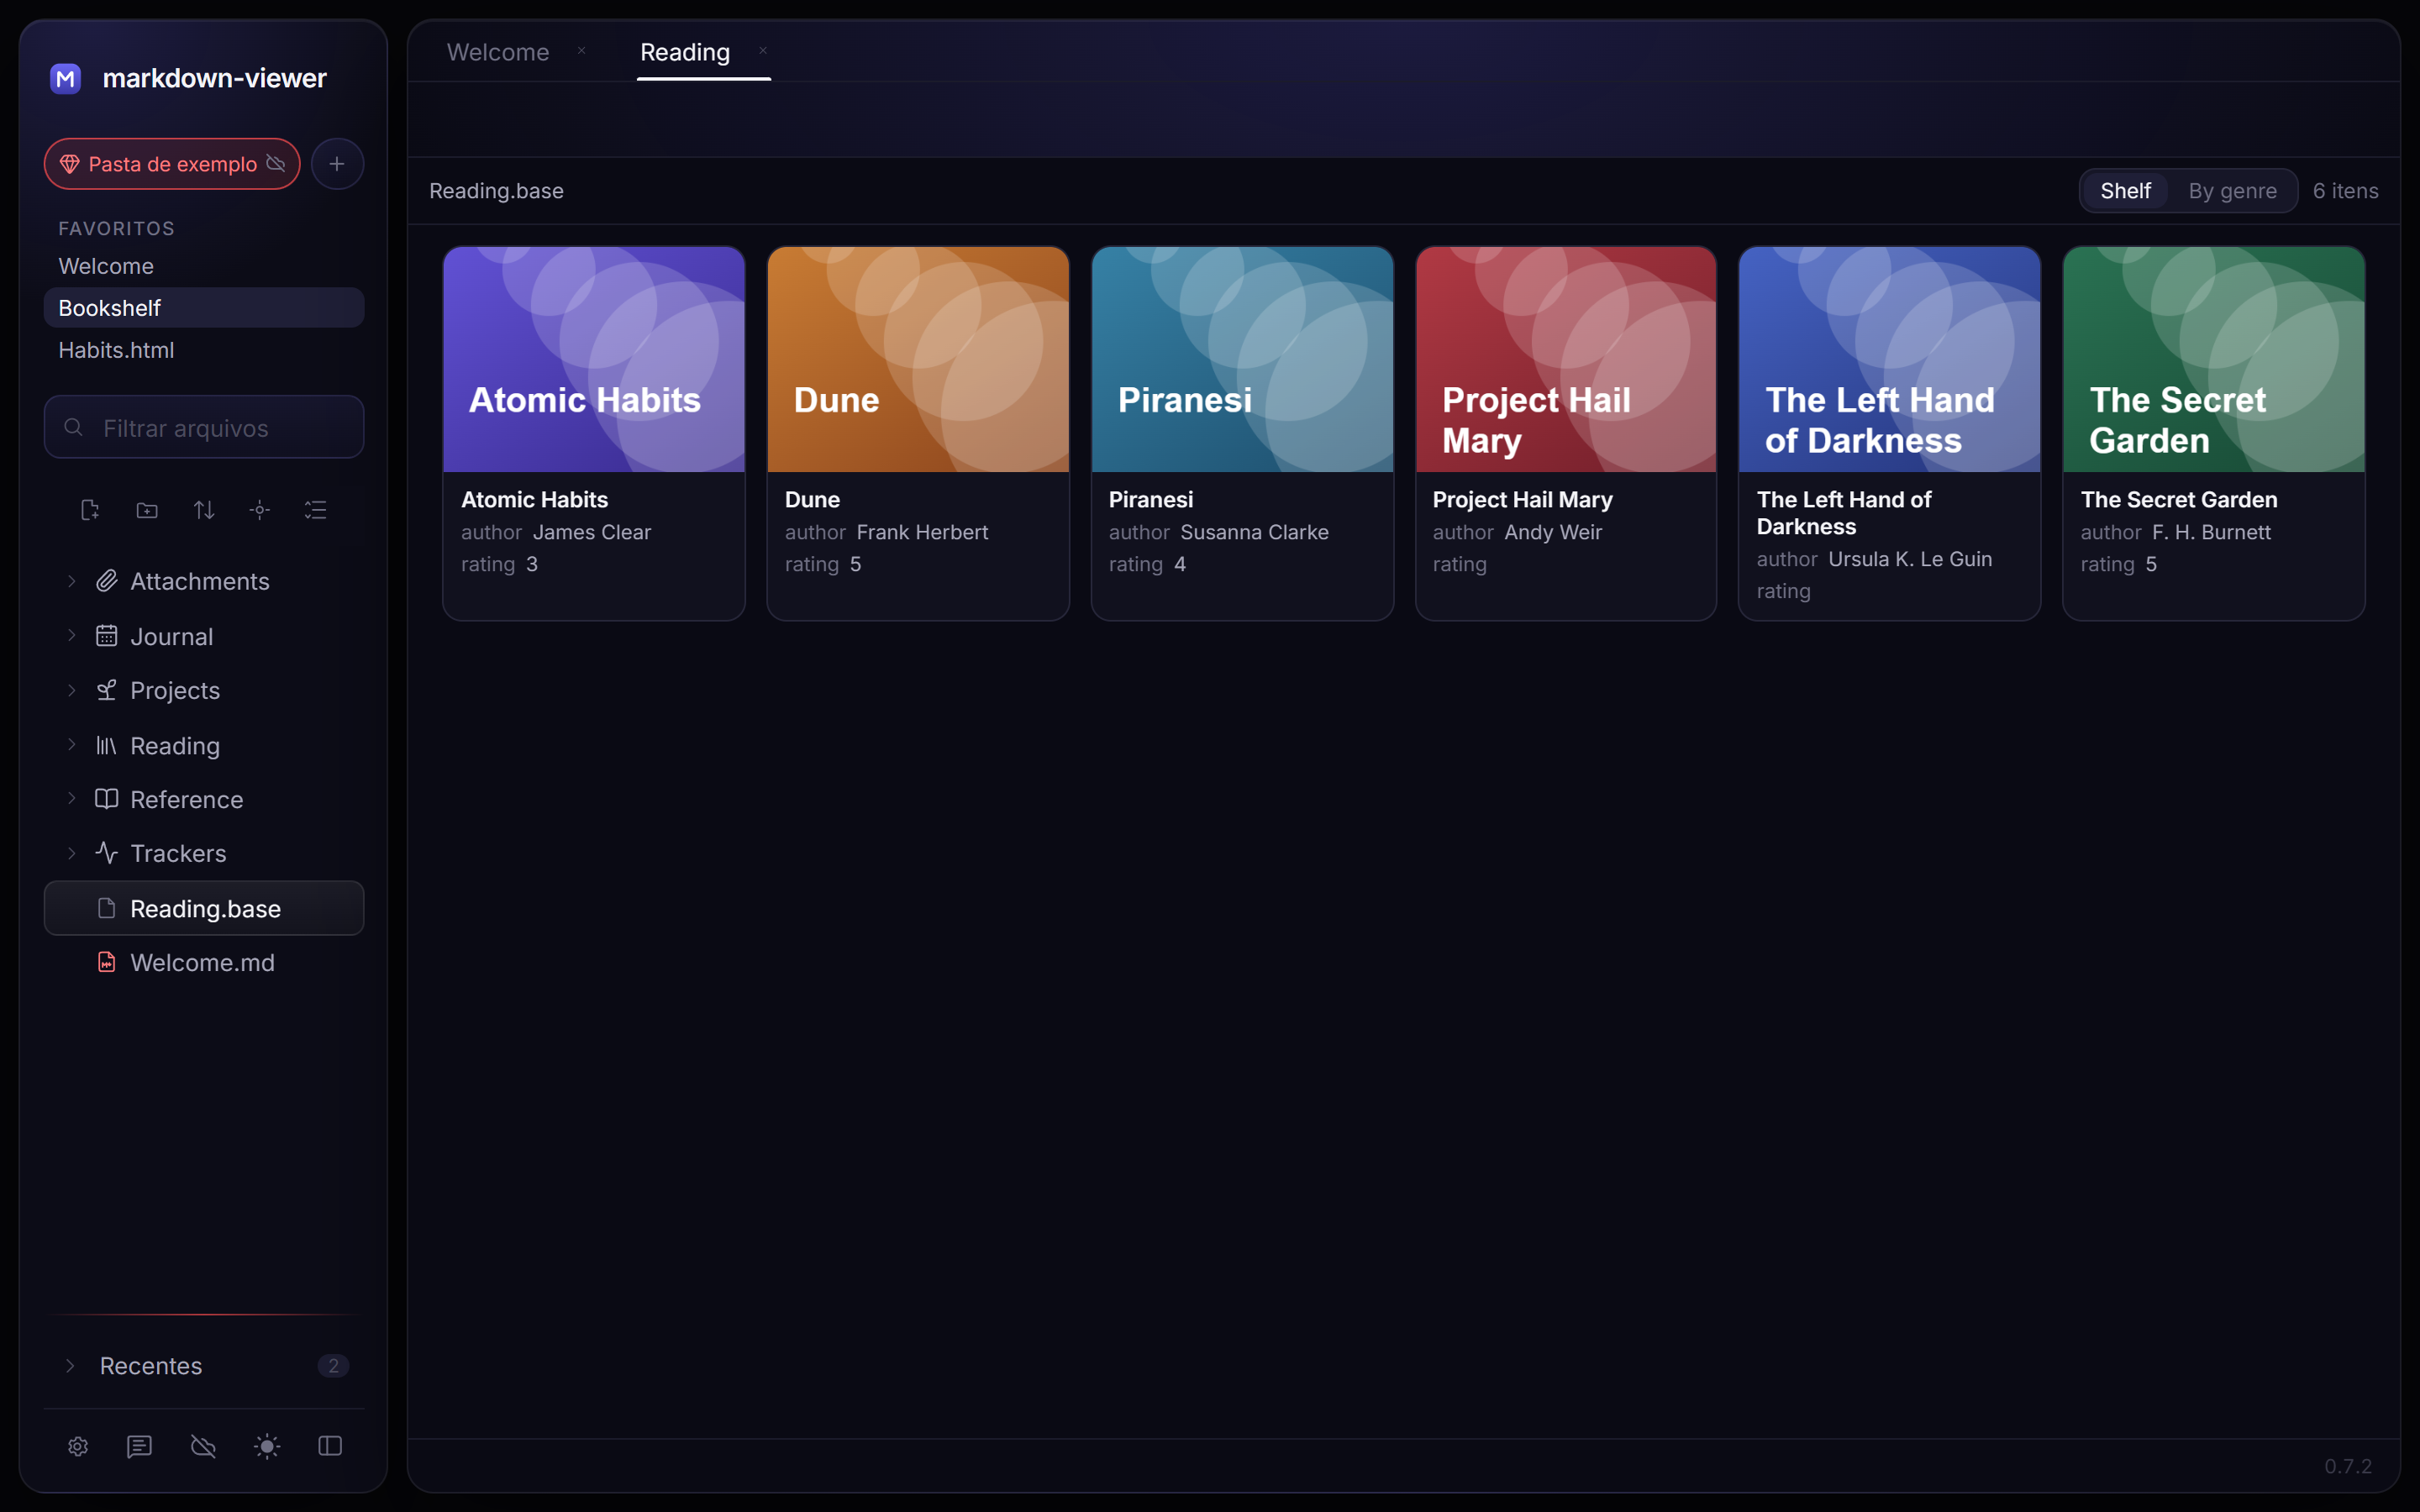 markdown-viewer
Pasta de exemplo
FAVORITOS
Welcome
Bookshelf
Habits.html
Filtrar arquivos
Attachments
Journal
Projects
Reading
Reference
Trackers
Reading.base
Welcome.md
Recentes 2
Welcome × Reading ×
Reading.base Shelf By genre 6 itens
Atomic Habits
Atomic Habits
author James Clear
rating 3
Dune
Dune
author Frank Herbert
rating 5
Piranesi
Piranesi
author Susanna Clarke
rating 4
Project Hail
Mary
Project Hail Mary
author Andy Weir
rating
The Left Hand
of Darkness
The Left Hand of
Darkness
author Ursula K. Le Guin
rating
The Secret
Garden
The Secret Garden
author F. H. Burnett
rating 5
0.7.2